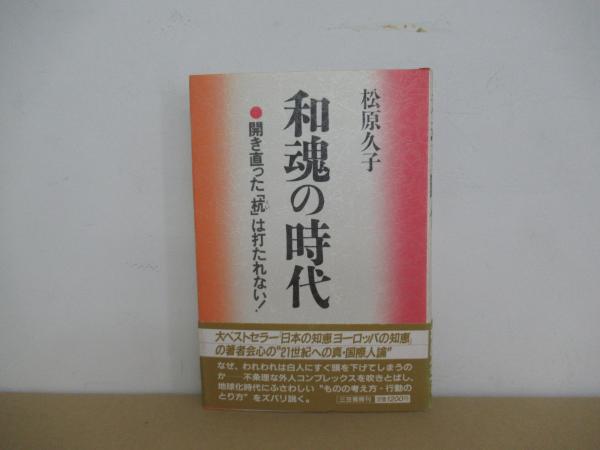 松原久子
和魂の時代
●開き直った「杭」は打たれない！
大ベストセラー『日本の知恵 ヨーロッパの知恵』
の著者会心の"21世紀への真・国際人論"
なぜ、われわれは白人にすぐ頭を下げてしまうの
か──不条理な外人コンプレックスを吹きとばし、
地球化時代にふさわしい"ものの考え方・行動の
とり方"をズバリ説く。
三笠書房刊 定価1200円